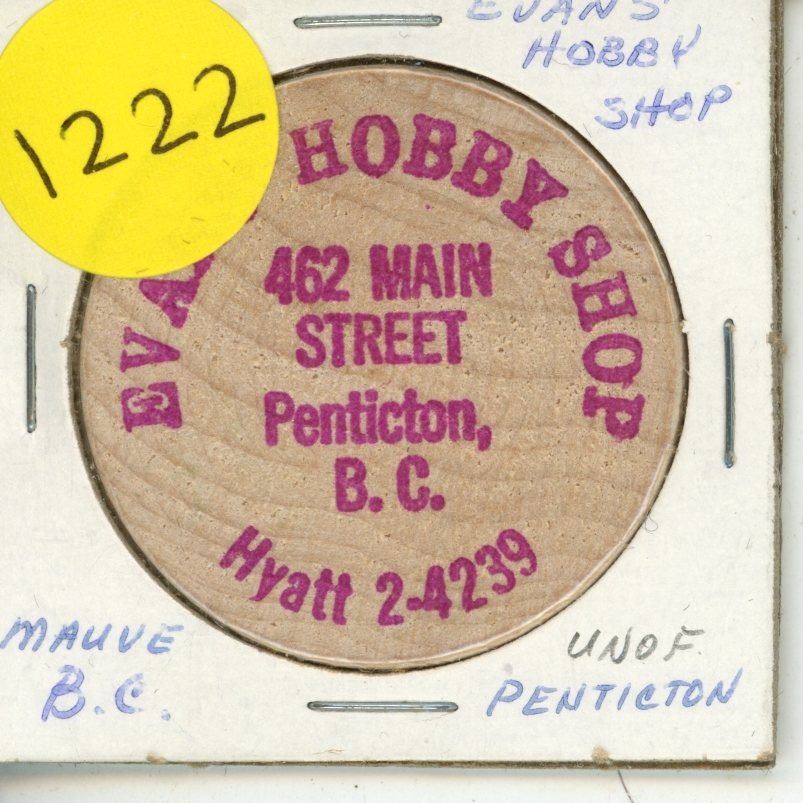 1222
EVANS'
HOBBY
SHOP
HOBBY SHOP
462 MAIN
STREET
Penticton,
B. C.
Hyatt 2-4239
MAUVE
B.C.
UNOF.
PENTICTON